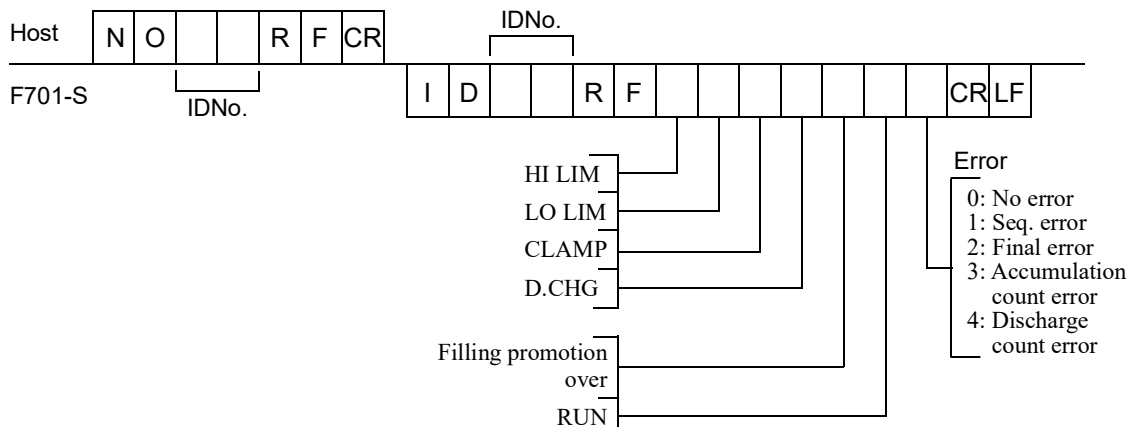 IDNo.
Host N O R F CR
F701-S IDNo. I D R F CR LF
HI LIM
LO LIM
CLAMP
D.CHG
Filling promotion
over
RUN
Error
0: No error
1: Seq. error
2: Final error
3: Accumulation
count error
4: Discharge
count error